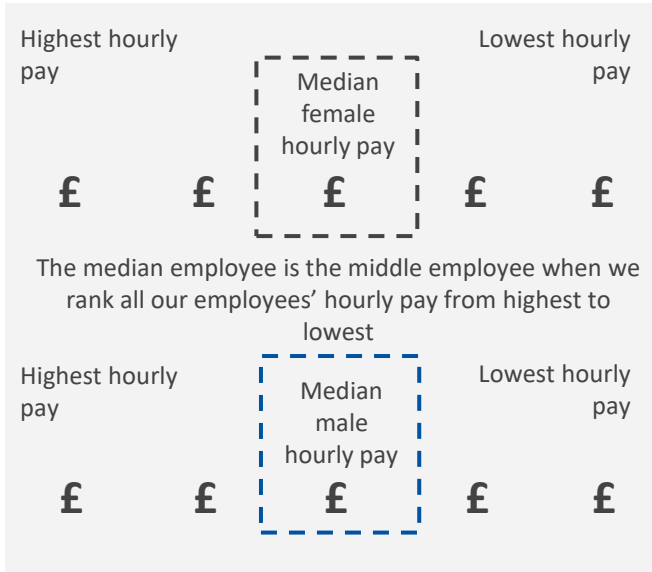 Highest hourly
pay
Lowest hourly
pay
Median
female
hourly pay
£ £ £ £ £
The median employee is the middle employee when we
rank all our employees’ hourly pay from highest to
lowest
Highest hourly
pay
Lowest hourly
pay
Median
male
hourly pay
£ £ £ £ £